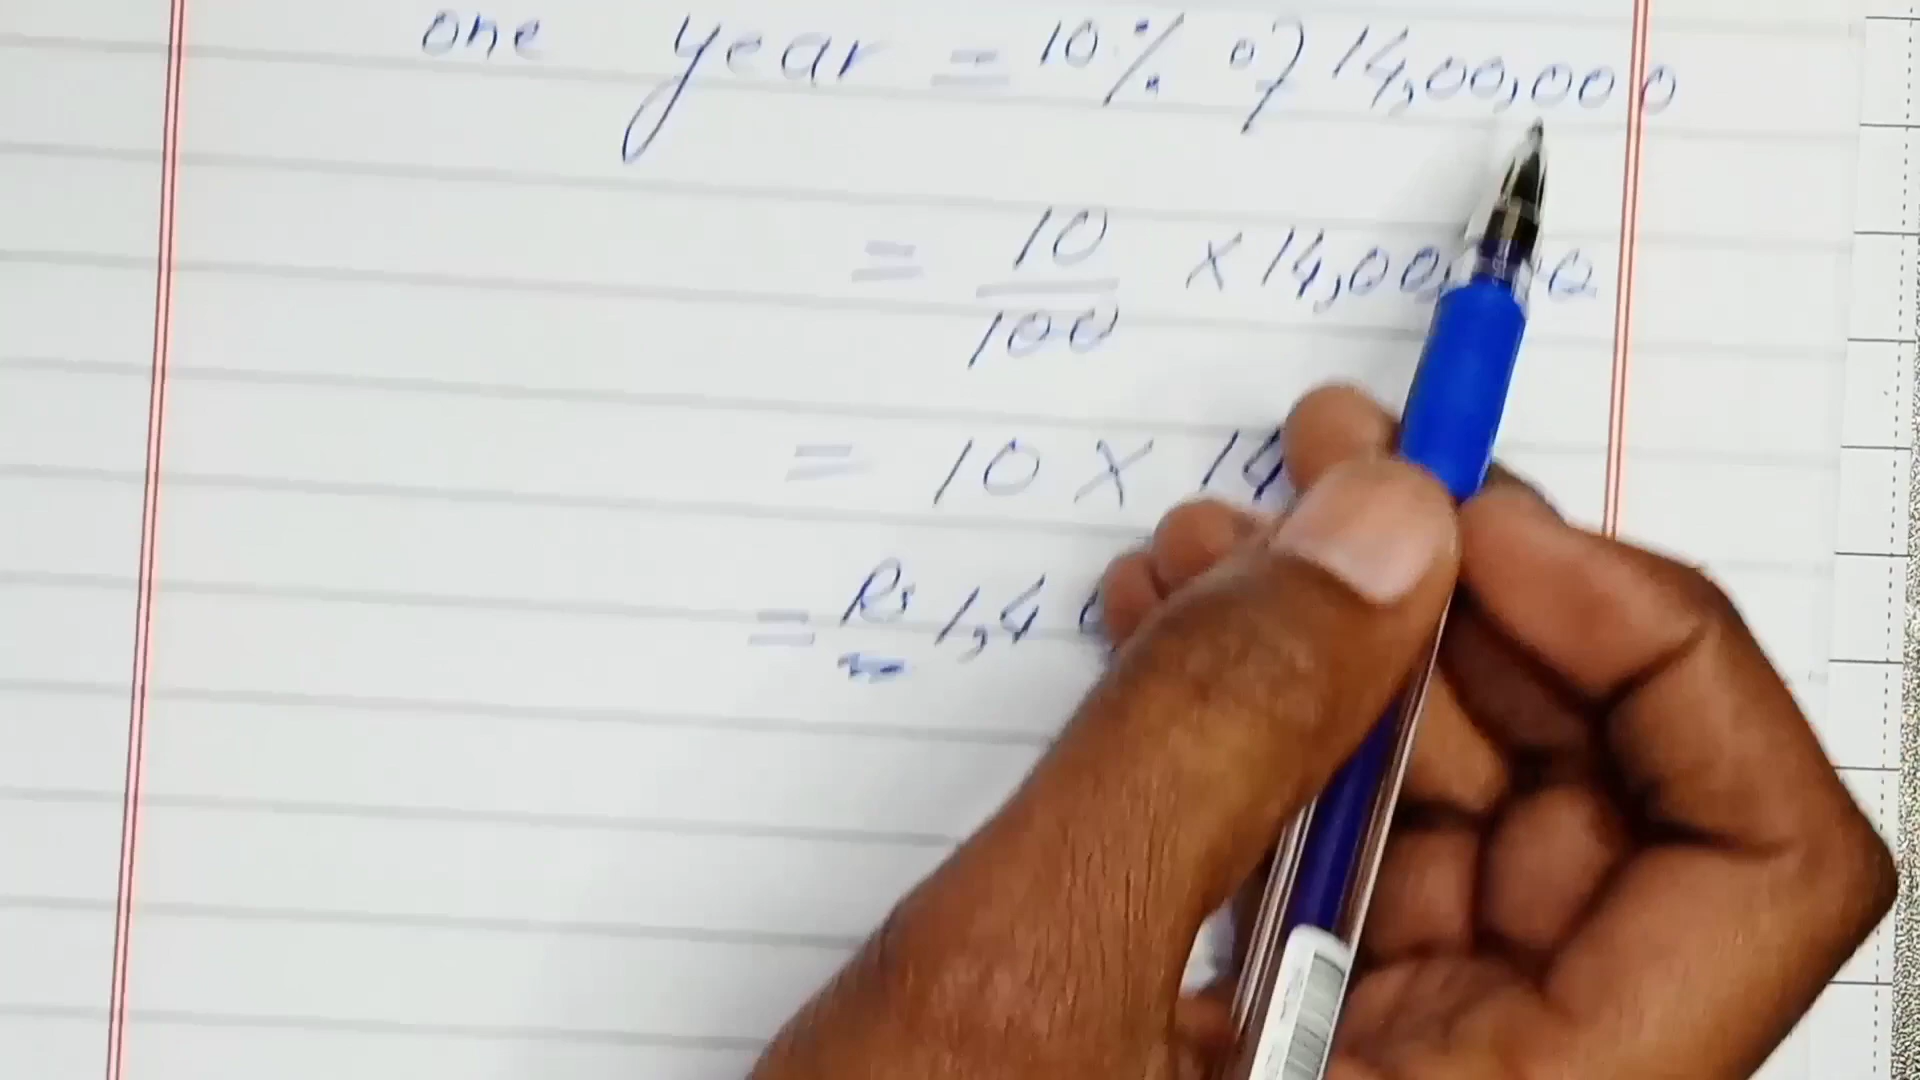 one year = 10% of 14,00,000
= 10/100 × 14,00,
= 10 × 14
= Rs 1,4